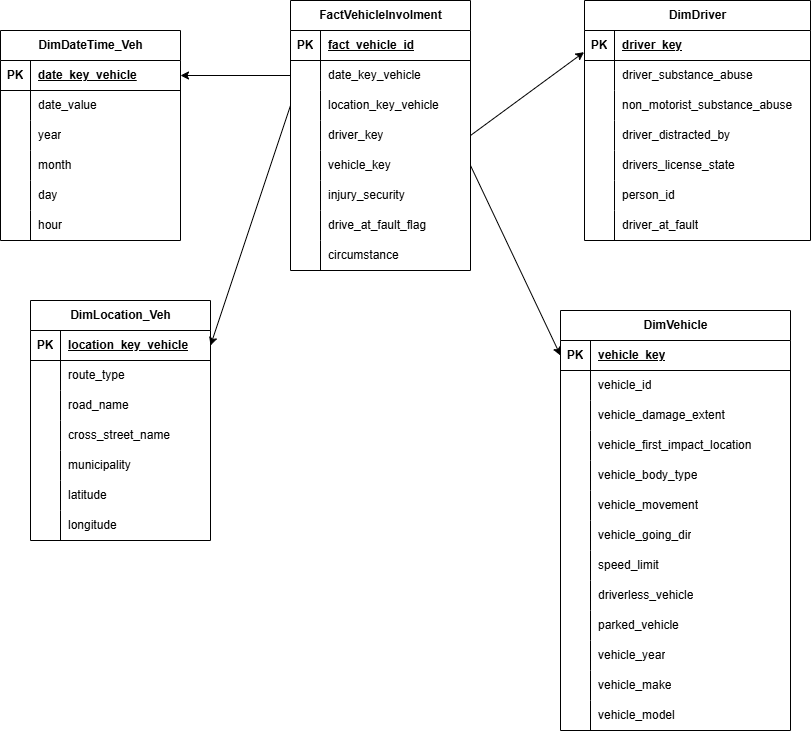 FactVehicleInvolment
PK fact_vehicle_id
date_key_vehicle
location_key_vehicle
driver_key
vehicle_key
injury_security
drive_at_fault_flag
circumstance
DimDriver
PK driver_key
driver_substance_abuse
non_motorist_substance_abuse
driver_distracted_by
drivers_license_state
person_id
driver_at_fault
DimDateTime_Veh
PK date_key_vehicle
date_value
year
month
day
hour
DimLocation_Veh
PK location_key_vehicle
route_type
road_name
cross_street_name
municipality
latitude
longitude
DimVehicle
PK vehicle_key
vehicle_id
vehicle_damage_extent
vehicle_first_impact_location
vehicle_body_type
vehicle_movement
vehicle_going_dir
speed_limit
driverless_vehicle
parked_vehicle
vehicle_year
vehicle_make
vehicle_model